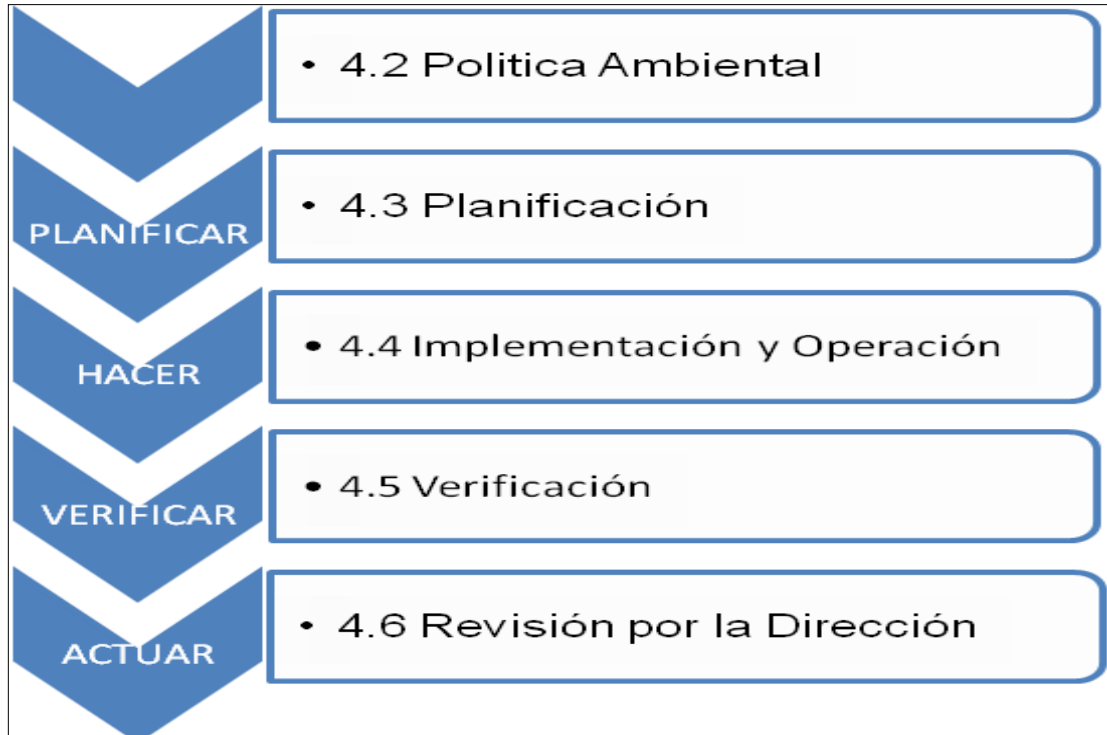 • 4.2 Politica Ambiental
PLANIFICAR
• 4.3 Planificación
HACER
• 4.4 Implementación y Operación
VERIFICAR
• 4.5 Verificación
ACTUAR
• 4.6 Revisión por la Dirección